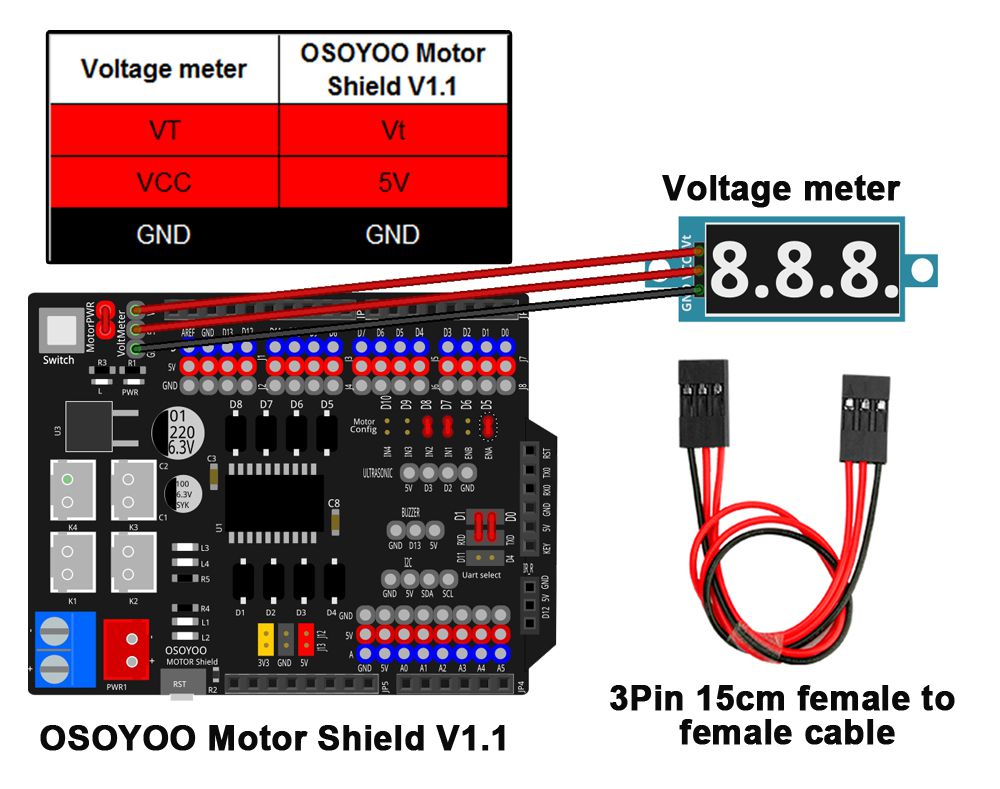 Voltage meter
OSOYOO Motor
Shield V1.1
VT
Vt
VCC
5V
GND
GND
Voltage meter
GND VCC Vt
8.8.8.
Switch
MotorPWR
VoltMeter
AREF GND D13 D12
D7 D6 D5 D4
D3 D2 D1 D0
5V
GND
J1
J2
J3
J4
J5
J6
J7
J8
R3
R1
L
PWR
U3
01
220
6.3V
D8 D7 D6 D5
Motor
Config
D10 D9 D8 D7 D6 D5
IN4 IN3 IN2 IN1 ENB ENA
ULTRASONIC
5V D3 D2 GND
C2
C3
100
6.3V
SYK
C1
K4
K3
U1
C8
BUZZER
GND D13 5V
D1
D0
RXD
TXD
D11
D4
Uart select
RST
TX0
RX0
GND
5V
KEY
L3
L4
R5
K1
K2
I2C
GND 5V SDA SCL
IR_R
GND
5V
D12
D1 D2 D3 D4
R4
L1
L2
GND
5V
A
GND 5V A0 A1 A2 A3 A4 A5
J13
J12
3V3 GND 5V
OSOYOO
MOTOR Shield
- +
- +
PWR1
RST
R2
JP5
JP4
OSOYOO Motor Shield V1.1
3Pin 15cm female to
female cable